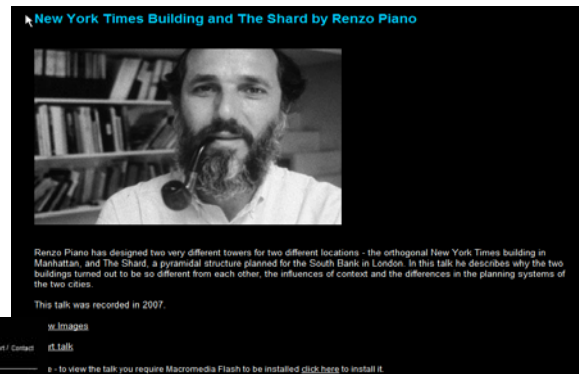 New York Times Building and The Shard by Renzo Piano
Renzo Piano has designed two very different towers for two different locations - the orthogonal New York Times building in
Manhattan, and The Shard, a pyramidal structure planned for the South Bank in London. In this talk he describes why the two
buildings turned out to be so different from each other, the influences of context and the differences in the planning systems of
the two cities.
This talk was recorded in 2007.
w Images
rt / Contact
rt talk
e - to view the talk you require Macromedia Flash to be installed click here to install it.